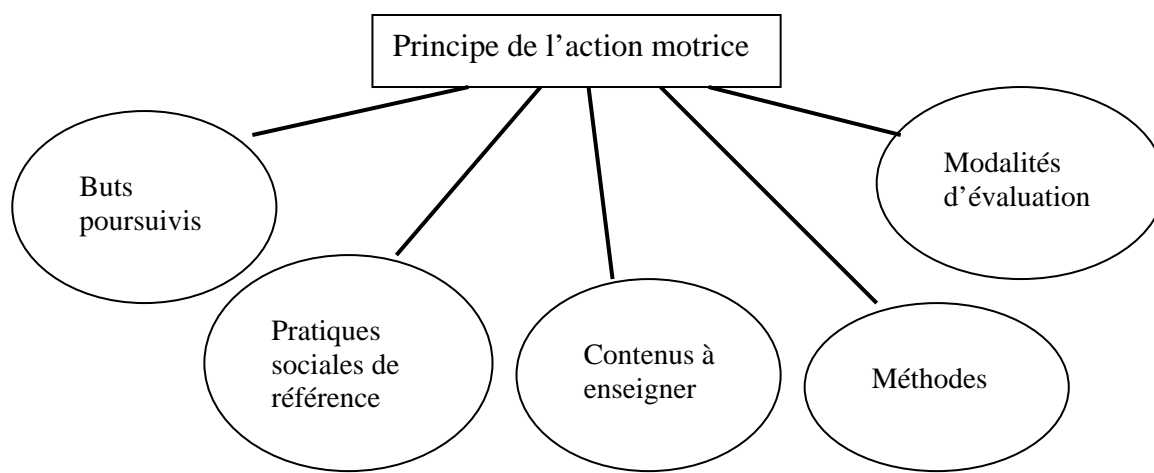 Principe de l’action motrice
Buts
poursuivis
Pratiques
sociales de
référence
Contenus à
enseigner
Méthodes
Modalités
d’évaluation